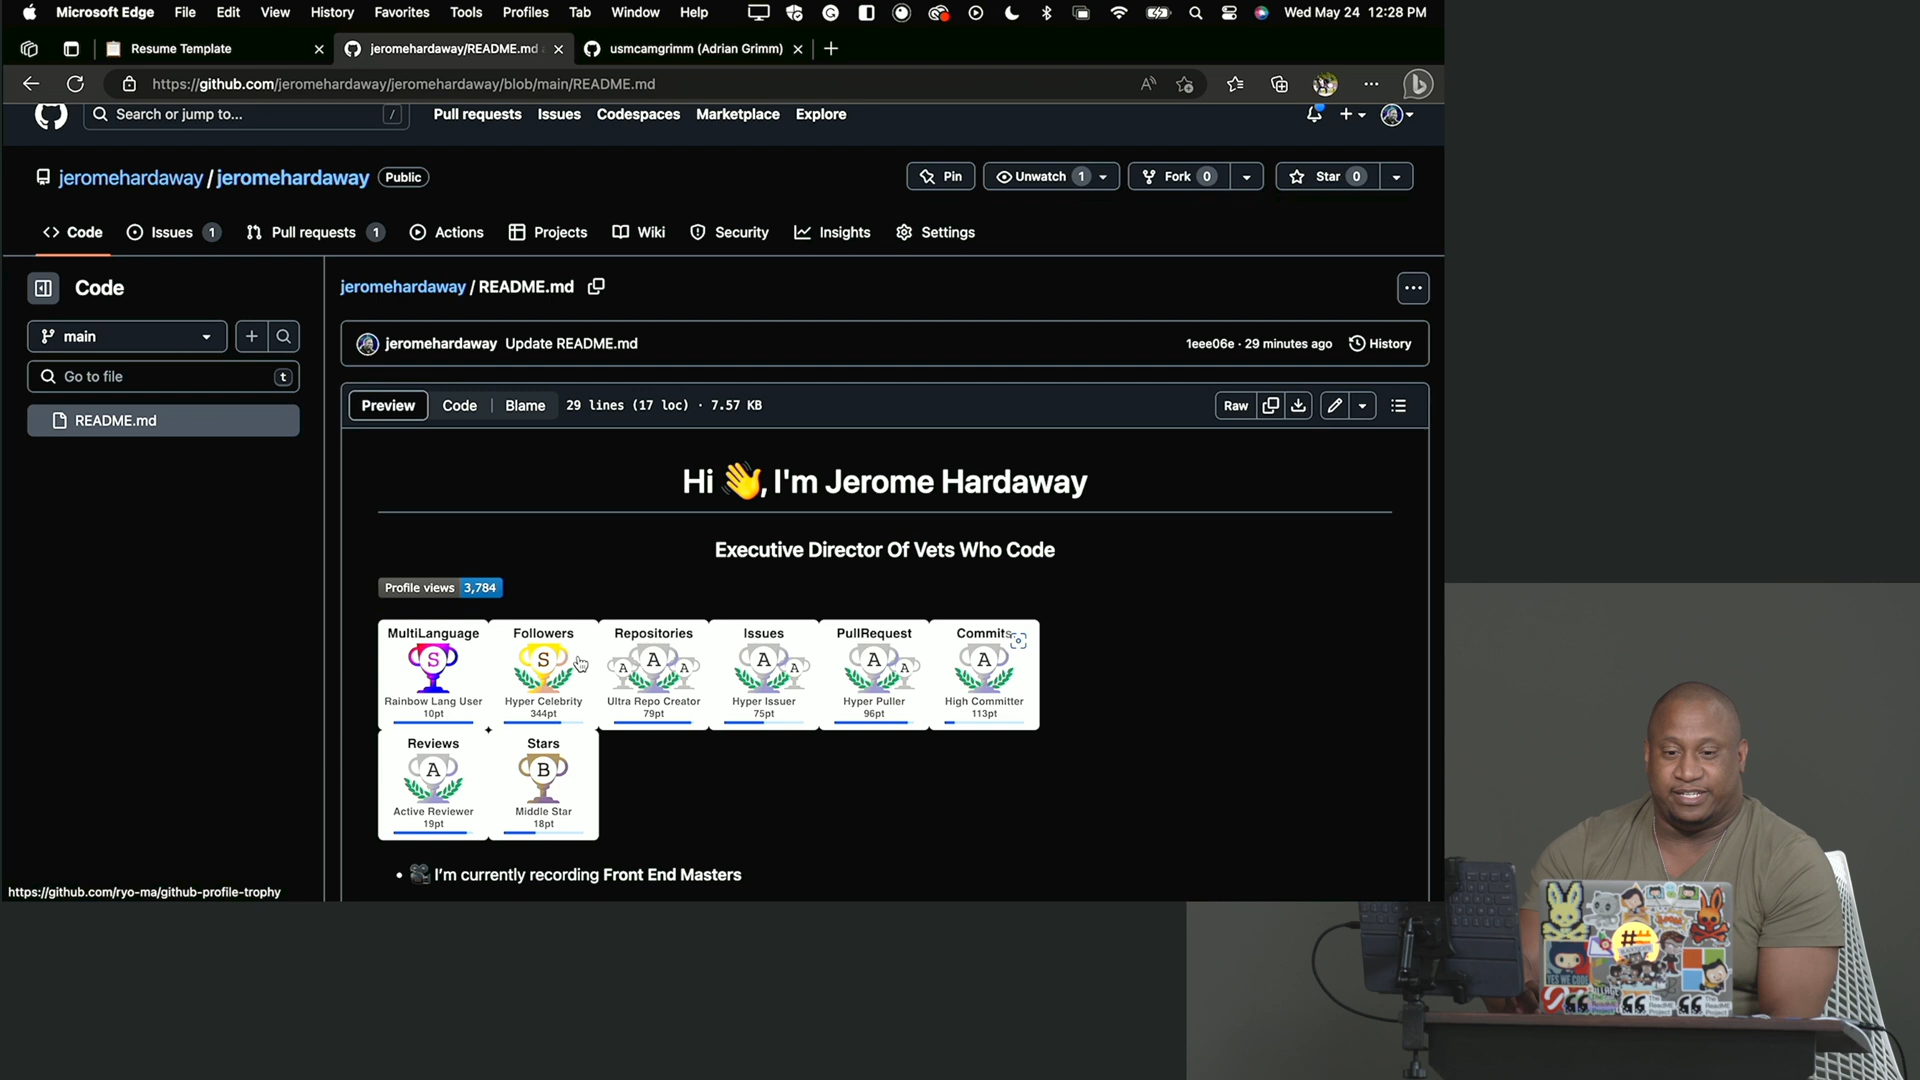 Microsoft Edge File Edit View History Favorites Tools Profiles Tab Window Help Wed May 24 12:28 PM
Resume Template jeromehardaway/README.md usmcamgrimm (Adrian Grimm)
https://github.com/jeromehardaway/jeromehardaway/blob/main/README.md
Search or jump to... / Pull requests Issues Codespaces Marketplace Explore
jeromehardaway / jeromehardaway Public Pin Unwatch 1 Fork 0 Star 0
Code Issues 1 Pull requests 1 Actions Projects Wiki Security Insights Settings
Code
main
Go to file t
README.md
jeromehardaway / README.md
jeromehardaway Update README.md 1eee06e · 29 minutes ago History
Preview Code Blame 29 lines (17 loc) · 7.57 KB Raw
Hi 👋, I'm Jerome Hardaway
Executive Director Of Vets Who Code
Profile views 3,784
MultiLanguage Followers Repositories Issues PullRequest Commits
S S A A A A A A A A
Rainbow Lang User Hyper Celebrity Ultra Repo Creator Hyper Issuer Hyper Puller High Committer
10pt 344pt 79pt 75pt 96pt 113pt
Reviews Stars
A B
Active Reviewer Middle Star
19pt 18pt
• 🎥 I'm currently recording Front End Masters
https://github.com/ryo-ma/github-profile-trophy
YES WE CODE